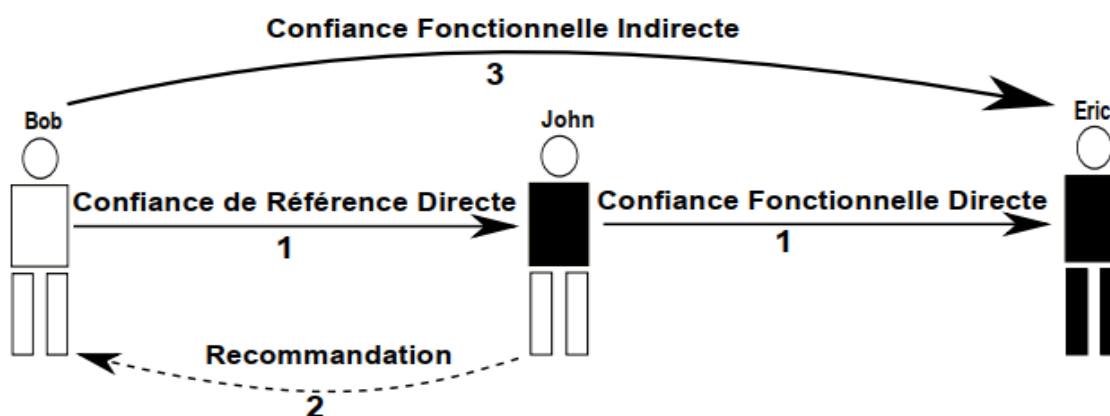 Confiance Fonctionnelle Indirecte
3
Bob
John
Eric
Confiance de Référence Directe
Confiance Fonctionnelle Directe
1
1
Recommandation
2